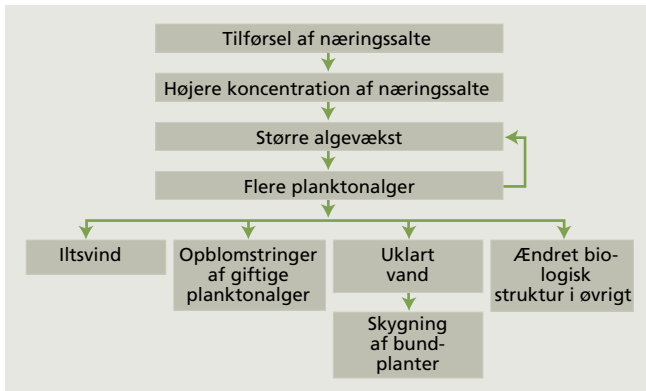 Tilførsel af næringssalte
Højere koncentration af næringssalte
Større algevækst
Flere planktonalger
Iltsvind
Opblomstringer
af giftige
planktonalger
Uklart
vand
Ændret bio-
logisk
struktur i øvrigt
Skygning
af bund-
planter